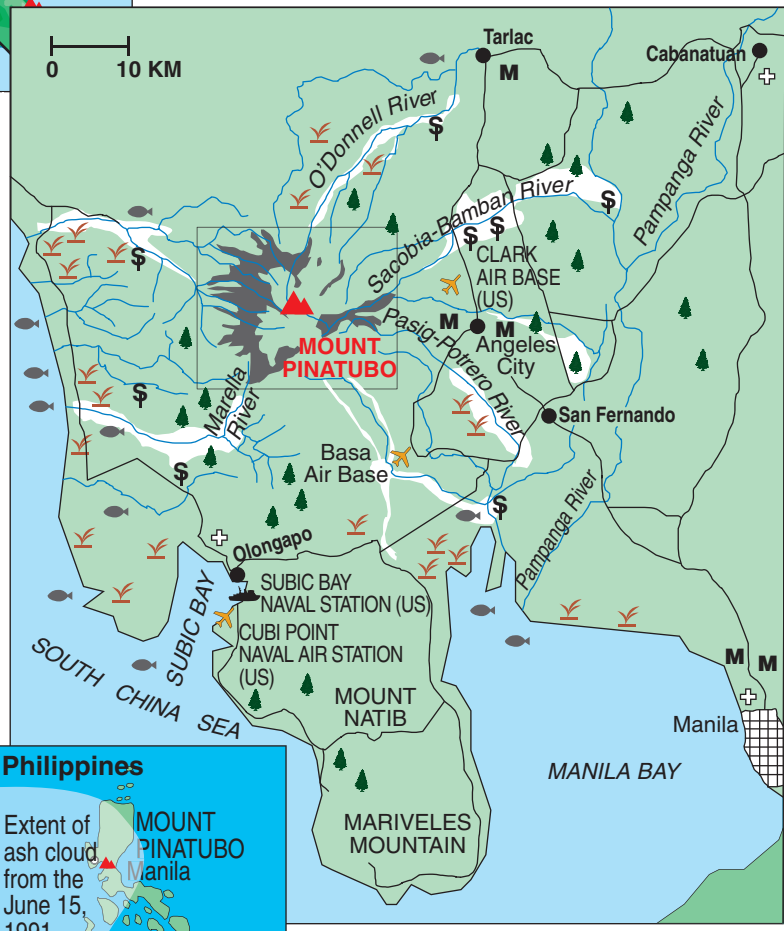 Tarlac
M
Cabanatuan
0 10 KM
$
O'Donnell River
Pampanga River
Sacobia-Bamban River
$
$
$
$
CLARK
AIR BASE
(US)
M
M
Angeles
City
Pasig-Potrero River
MOUNT
PINATUBO
$
Marella
River
San Fernando
Basa
Air Base
$
$
Pampanga River
Olongapo
SUBIC BAY
NAVAL STATION (US)
CUBI POINT
NAVAL AIR STATION
(US)
SUBIC BAY
SOUTH CHINA SEA
MOUNT
NATIB
M
M
Manila
MANILA BAY
MARIVELES
MOUNTAIN
Philippines
Extent of
ash cloud
from the
June 15,
1991
MOUNT
PINATUBO
Manila